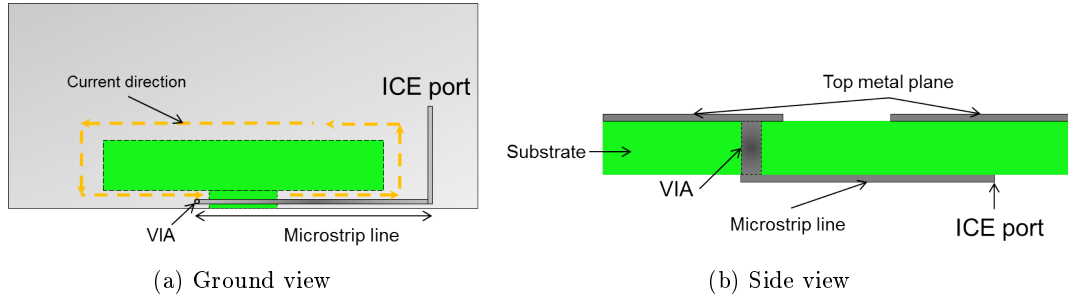 Current direction
ICE port
VIA
Microstrip line
(a) Ground view
Top metal plane
Substrate
VIA
Microstrip line
ICE port
(b) Side view